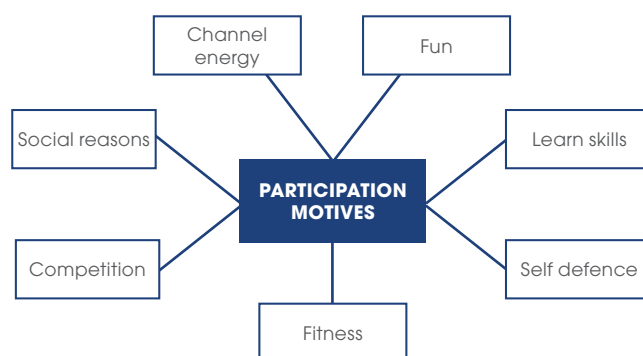 Channel
energy
Fun
Social reasons
Learn skills
PARTICIPATION
MOTIVES
Competition
Self defence
Fitness